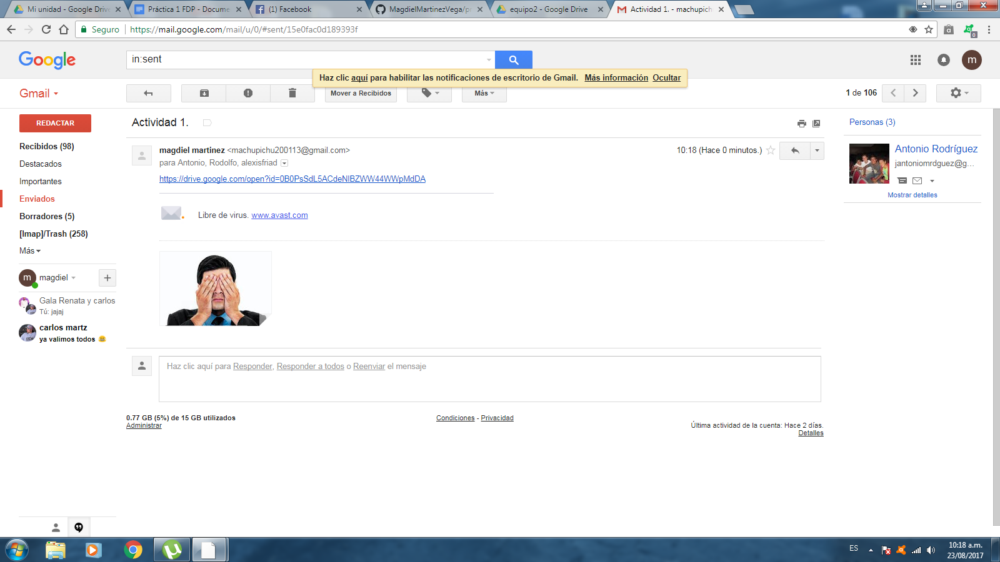 Mi unidad - Google Drive
Práctica 1 FDP - Docume
(1) Facebook
MagdielMartinezVega/pr
equipo2 - Google Drive
Actividad 1. - machupich
Seguro
https://mail.google.com/mail/u/0/#sent/15e0fac0d189393f
Google
in:sent
m
Haz clic aquí para habilitar las notificaciones de escritorio de Gmail. Más información Ocultar
Gmail
Mover a Recibidos
Más
1 de 106
REDACTAR
Recibidos (98)
Destacados
Importantes
Enviados
Borradores (5)
[Imap]/Trash (258)
Más
m
magdiel
Gala Renata y carlos
Tú: jajaj
carlos martz
ya valimos todos
Actividad 1.
magdiel martinez <machupichu200113@gmail.com>
10:18 (Hace 0 minutos.)
para Antonio, Rodolfo, alexisfriad
https://drive.google.com/open?id=0B0PsSdL5ACdeNlBZWW44WWpMdDA
Libre de virus. www.avast.com
Haz clic aquí para Responder, Responder a todos o Reenviar el mensaje
0.77 GB (5%) de 15 GB utilizados
Administrar
Condiciones - Privacidad
Última actividad de la cuenta: Hace 2 días.
Detalles
Personas (3)
Antonio Rodríguez
jantoniomrdguez@g...
Mostrar detalles
ES
10:18 a.m.
23/08/2017